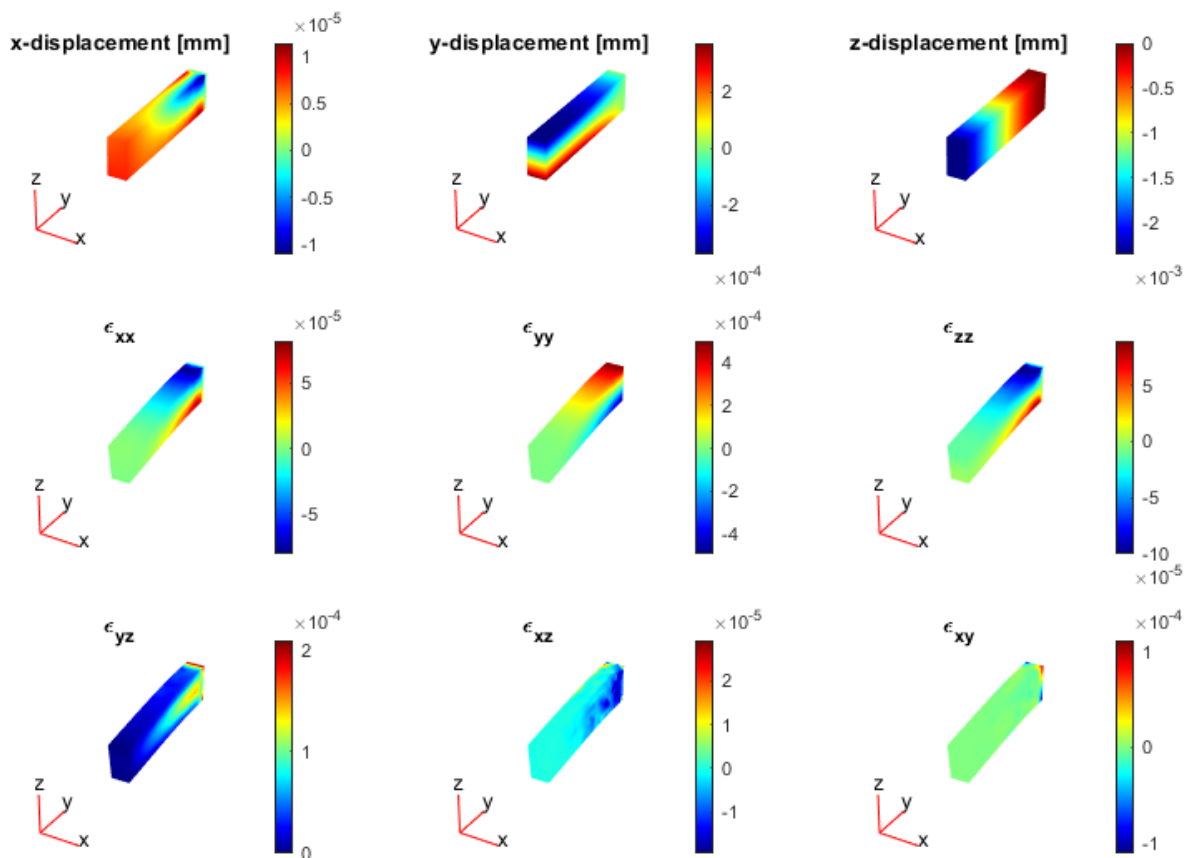 x-displacement [mm]
×10⁻⁵
1
0.5
0
-0.5
-1
z
y
x
y-displacement [mm]
2
0
-2
×10⁻⁴
z
y
x
z-displacement [mm]
0
-0.5
-1
-1.5
-2
×10⁻³
z
y
x
ϵxx
×10⁻⁵
5
0
-5
z
y
x
ϵyy
×10⁻⁴
4
2
0
-2
-4
z
y
x
ϵzz
5
0
-5
-10
×10⁻⁵
z
y
x
ϵyz
×10⁻⁴
2
1
0
z
y
x
ϵxz
×10⁻⁵
2
1
0
-1
z
y
x
ϵxy
×10⁻⁴
1
0
-1
z
y
x